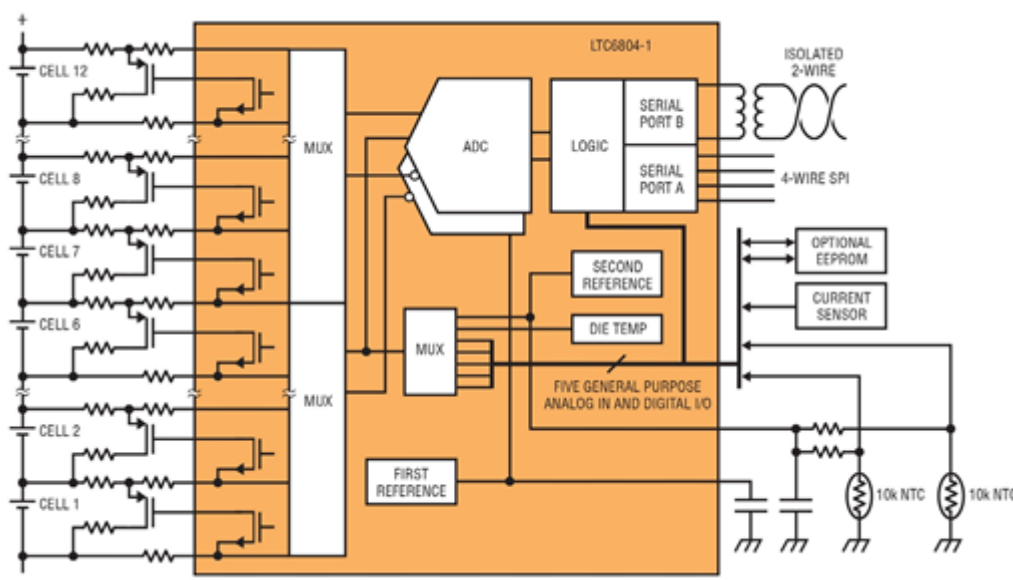 +
LTC6804-1
CELL 12
MUX
ADC
LOGIC
SERIAL
PORT B
SERIAL
PORT A
ISOLATED
2-WIRE
4-WIRE SPI
CELL 8
CELL 7
CELL 6
SECOND
REFERENCE
DIE TEMP
MUX
OPTIONAL
EEPROM
CURRENT
SENSOR
FIVE GENERAL PURPOSE
ANALOG IN AND DIGITAL I/O
MUX
CELL 2
CELL 1
FIRST
REFERENCE
10k NTC
10k NTC